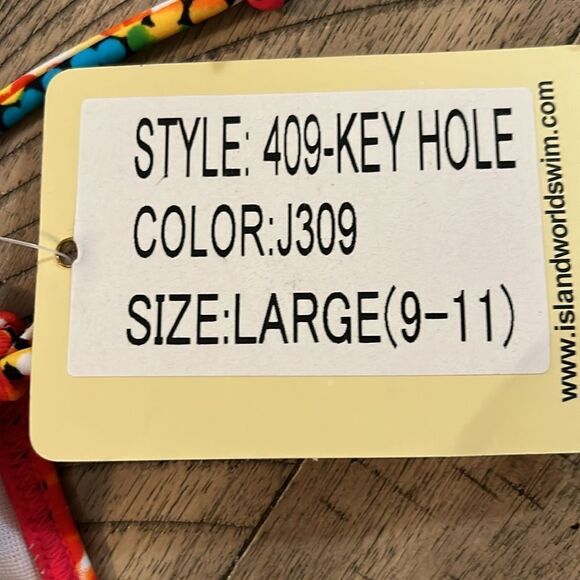 STYLE: 409-KEY HOLE
COLOR:J309
SIZE:LARGE(9-11)
www.islandworldswim.com